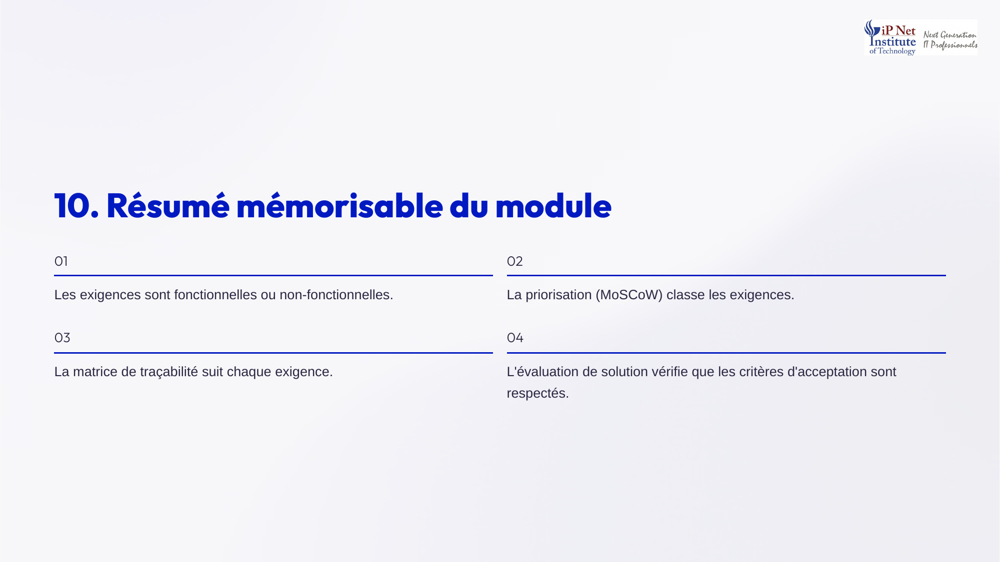 iP Net
Institute
of Technology
Next Generation
IT Professionnels
10. Résumé mémorisable du module
01
Les exigences sont fonctionnelles ou non-fonctionnelles.
02
La priorisation (MoSCoW) classe les exigences.
03
La matrice de traçabilité suit chaque exigence.
04
L'évaluation de solution vérifie que les critères d'acceptation sont
respectés.